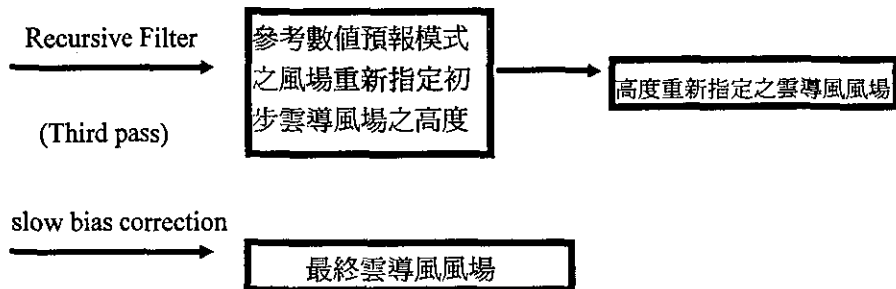 Recursive Filter
(Third pass)
參考數值預報模式
之風場重新指定初
步雲導風場之高度
高度重新指定之雲導風風場
slow bias correction
最終雲導風風場